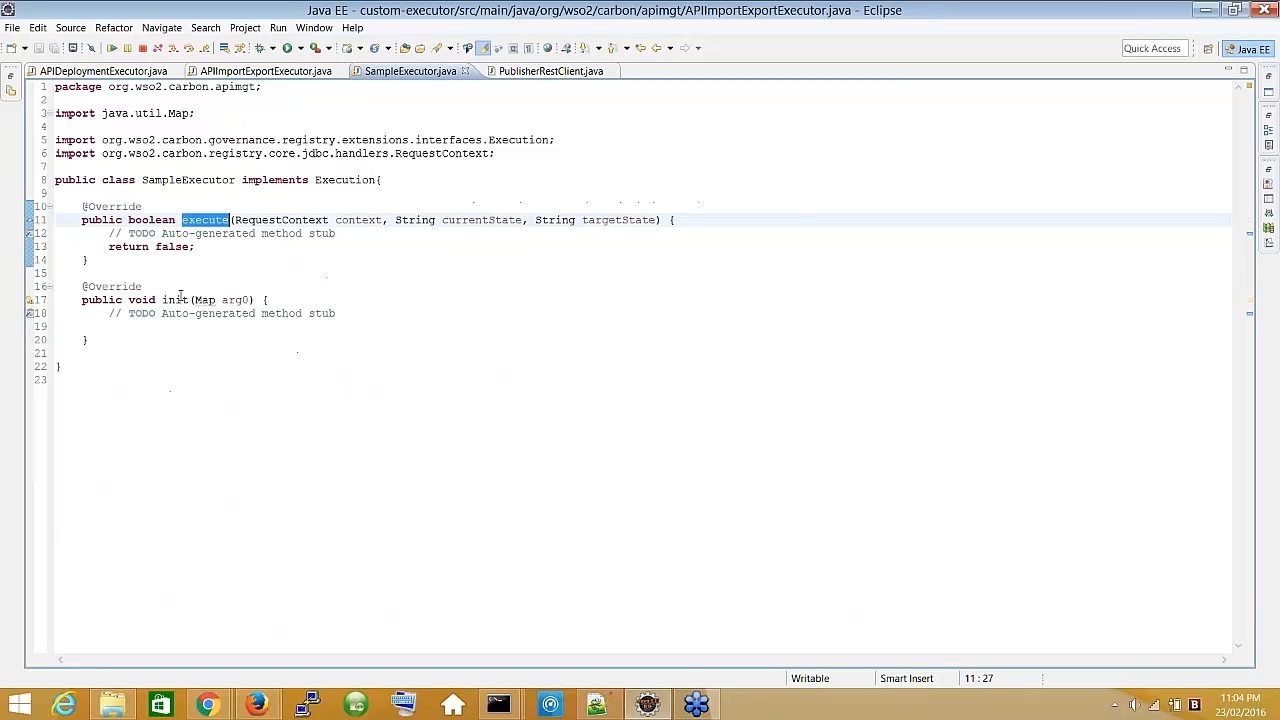 Java EE - custom-executor/src/main/java/org/wso2/carbon/apimgt/APIImportExportExecutor.java - Eclipse
File Edit Source Refactor Navigate Search Project Run Window Help
Quick Access
Java EE
APIDeploymentExecutor.java
APIImportExportExecutor.java
SampleExecutor.java
PublisherRestClient.java
1 package org.wso2.carbon.apimgt;
2
3 import java.util.Map;
4
5 import org.wso2.carbon.governance.registry.extensions.interfaces.Execution;
6 import org.wso2.carbon.registry.core.jdbc.handlers.RequestContext;
7
8 public class SampleExecutor implements Execution{
9
10 @Override
11 public boolean execute(RequestContext context, String currentState, String targetState) {
12 // TODO Auto-generated method stub
13 return false;
14 }
15
16 @Override
17 public void init(Map arg0) {
18 // TODO Auto-generated method stub
19
20 }
21
22 }
23
Writable
Smart Insert
11 : 27
11:04 PM
23/02/2016